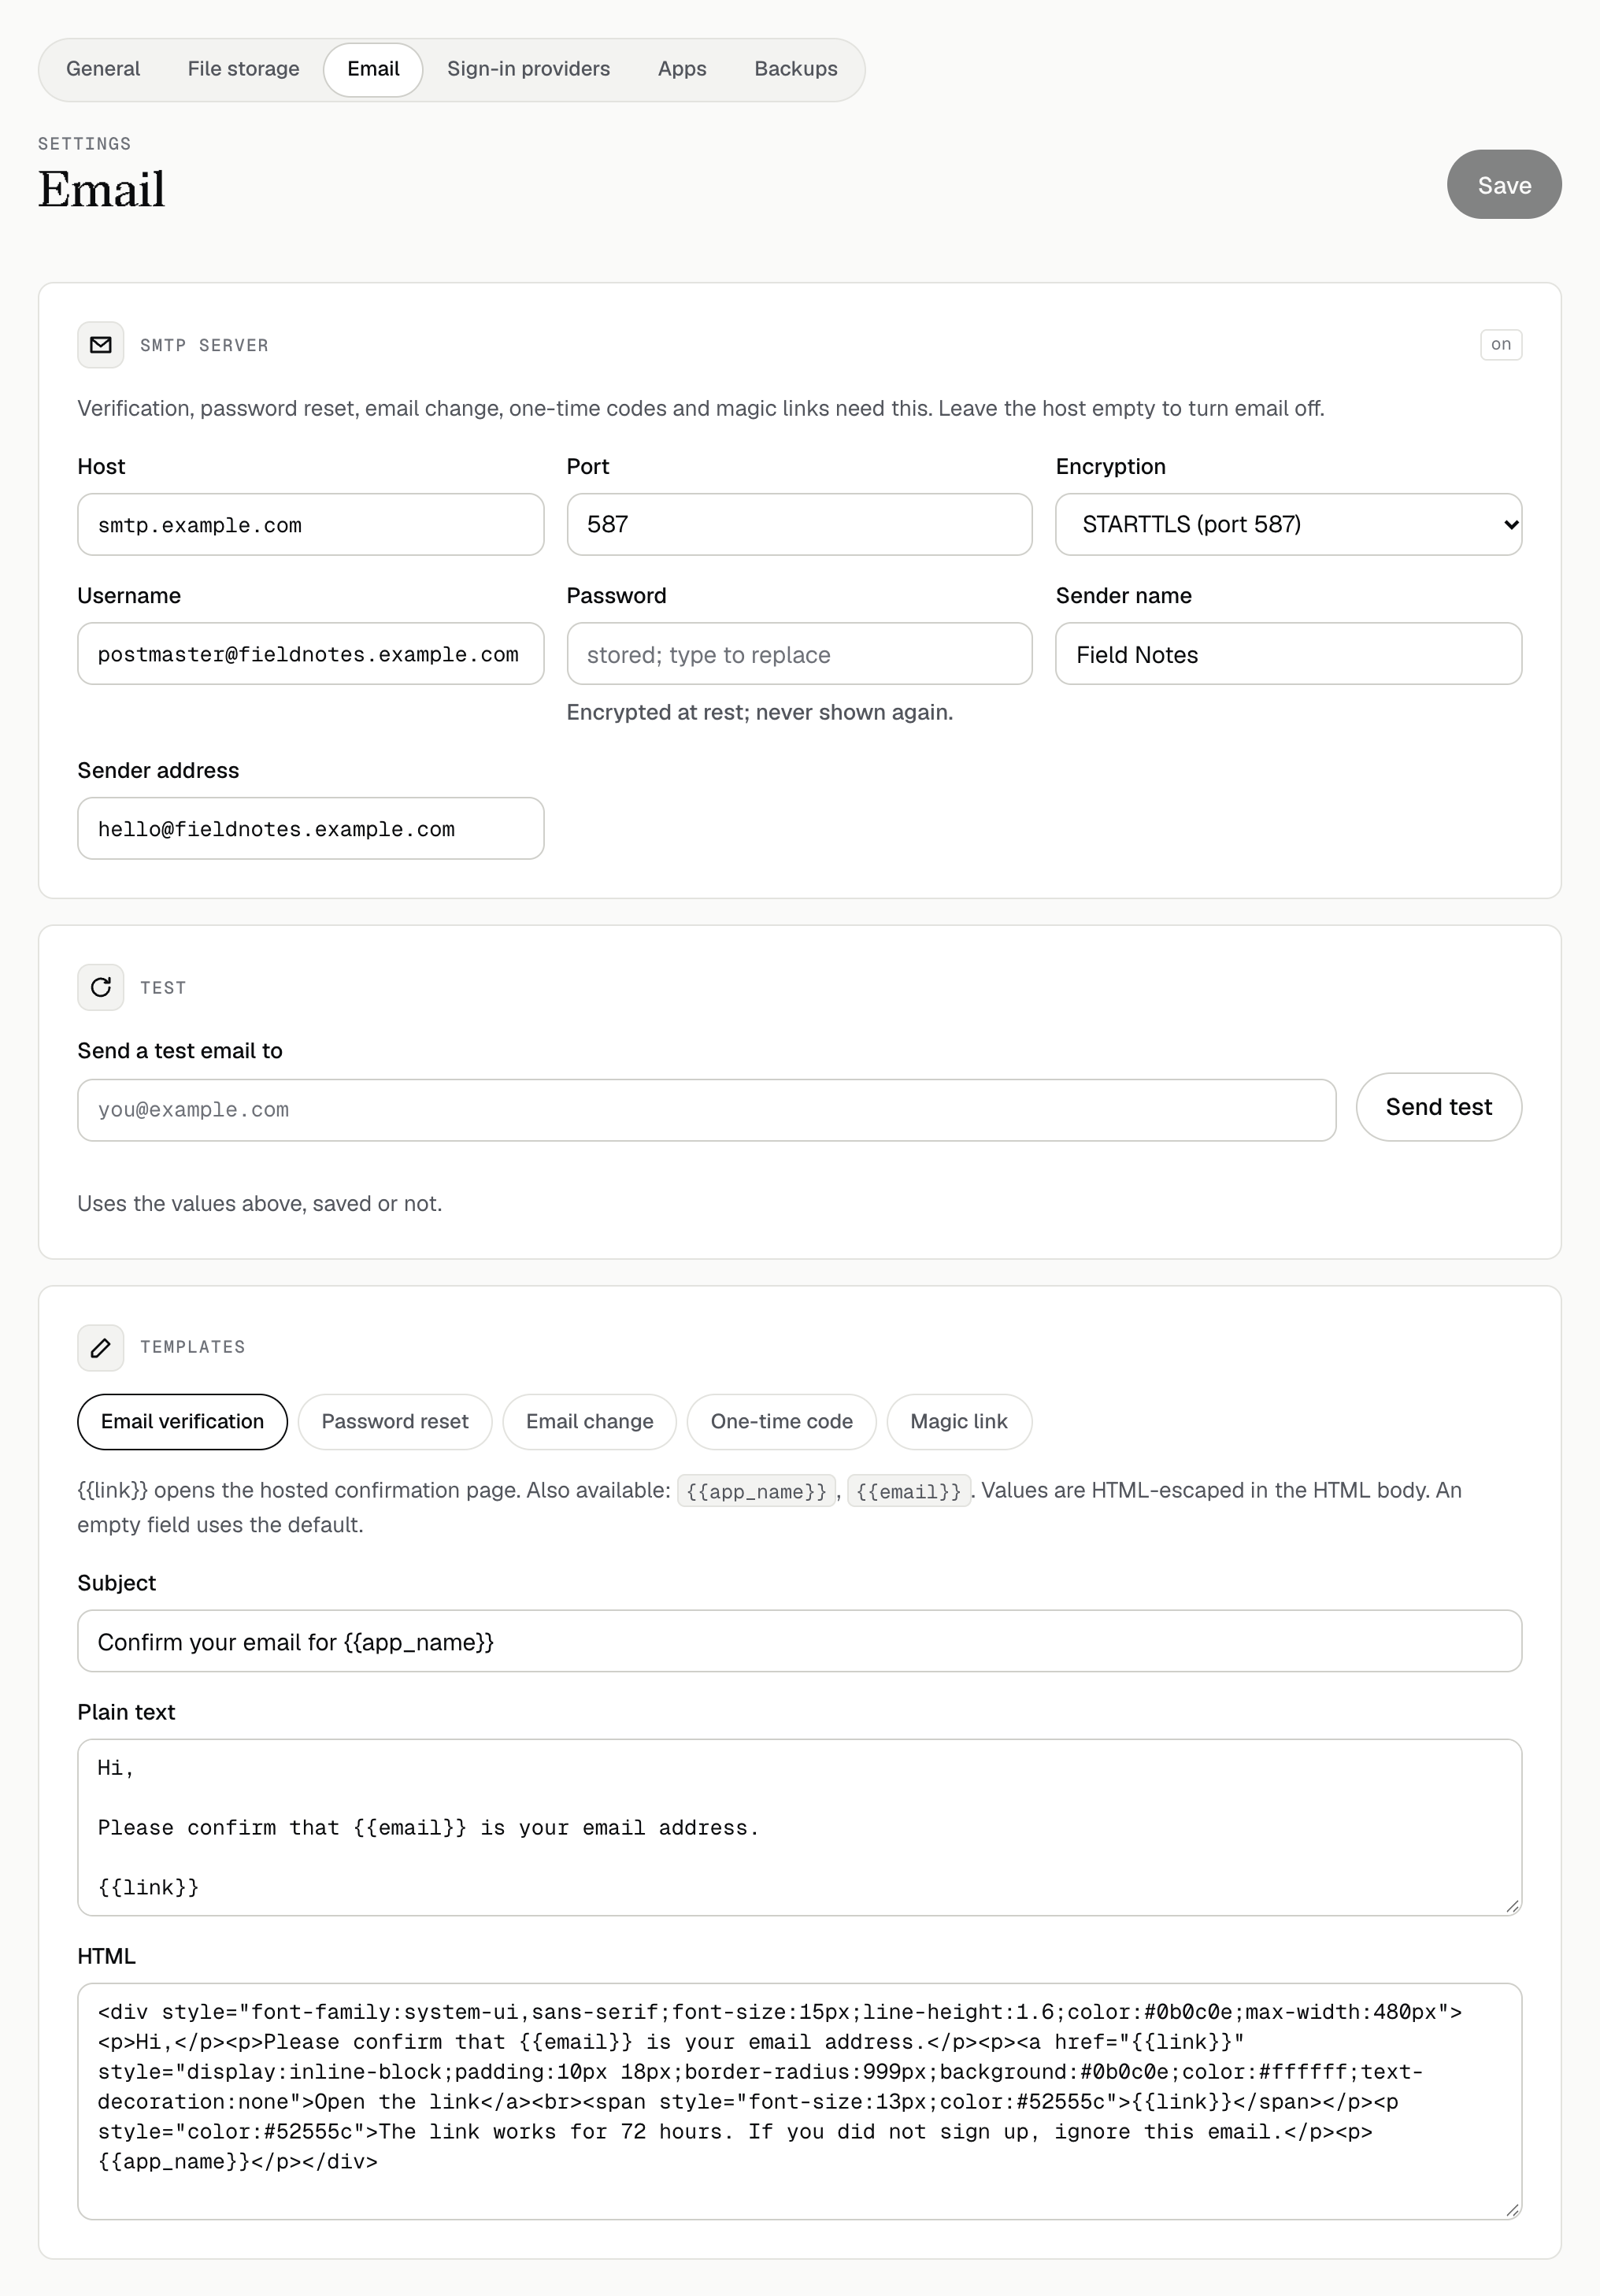 General File storage Email Sign-in providers Apps Backups
SETTINGS
Email
Save
SMTP SERVER
on
Verification, password reset, email change, one-time codes and magic links need this. Leave the host empty to turn email off.
Host Port Encryption
smtp.example.com 587 STARTTLS (port 587)
Username Password Sender name
postmaster@fieldnotes.example.com stored; type to replace Field Notes
Encrypted at rest; never shown again.
Sender address
hello@fieldnotes.example.com
TEST
Send a test email to
you@example.com Send test
Uses the values above, saved or not.
TEMPLATES
Email verification Password reset Email change One-time code Magic link
{{link}} opens the hosted confirmation page. Also available: {{app_name}}, {{email}}. Values are HTML-escaped in the HTML body. An
empty field uses the default.
Subject
Confirm your email for {{app_name}}
Plain text
Hi,
Please confirm that {{email}} is your email address.
{{link}}
HTML
<div style="font-family:system-ui,sans-serif;font-size:15px;line-height:1.6;color:#0b0c0e;max-width:480px">
<p>Hi,</p><p>Please confirm that {{email}} is your email address.</p><p><a href="{{link}}"
style="display:inline-block;padding:10px 18px;border-radius:999px;background:#0b0c0e;color:#ffffff;text-
decoration:none">Open the link</a><br><span style="font-size:13px;color:#52555c">{{link}}</span></p><p
style="color:#52555c">The link works for 72 hours. If you did not sign up, ignore this email.</p><p>
{{app_name}}</p></div>